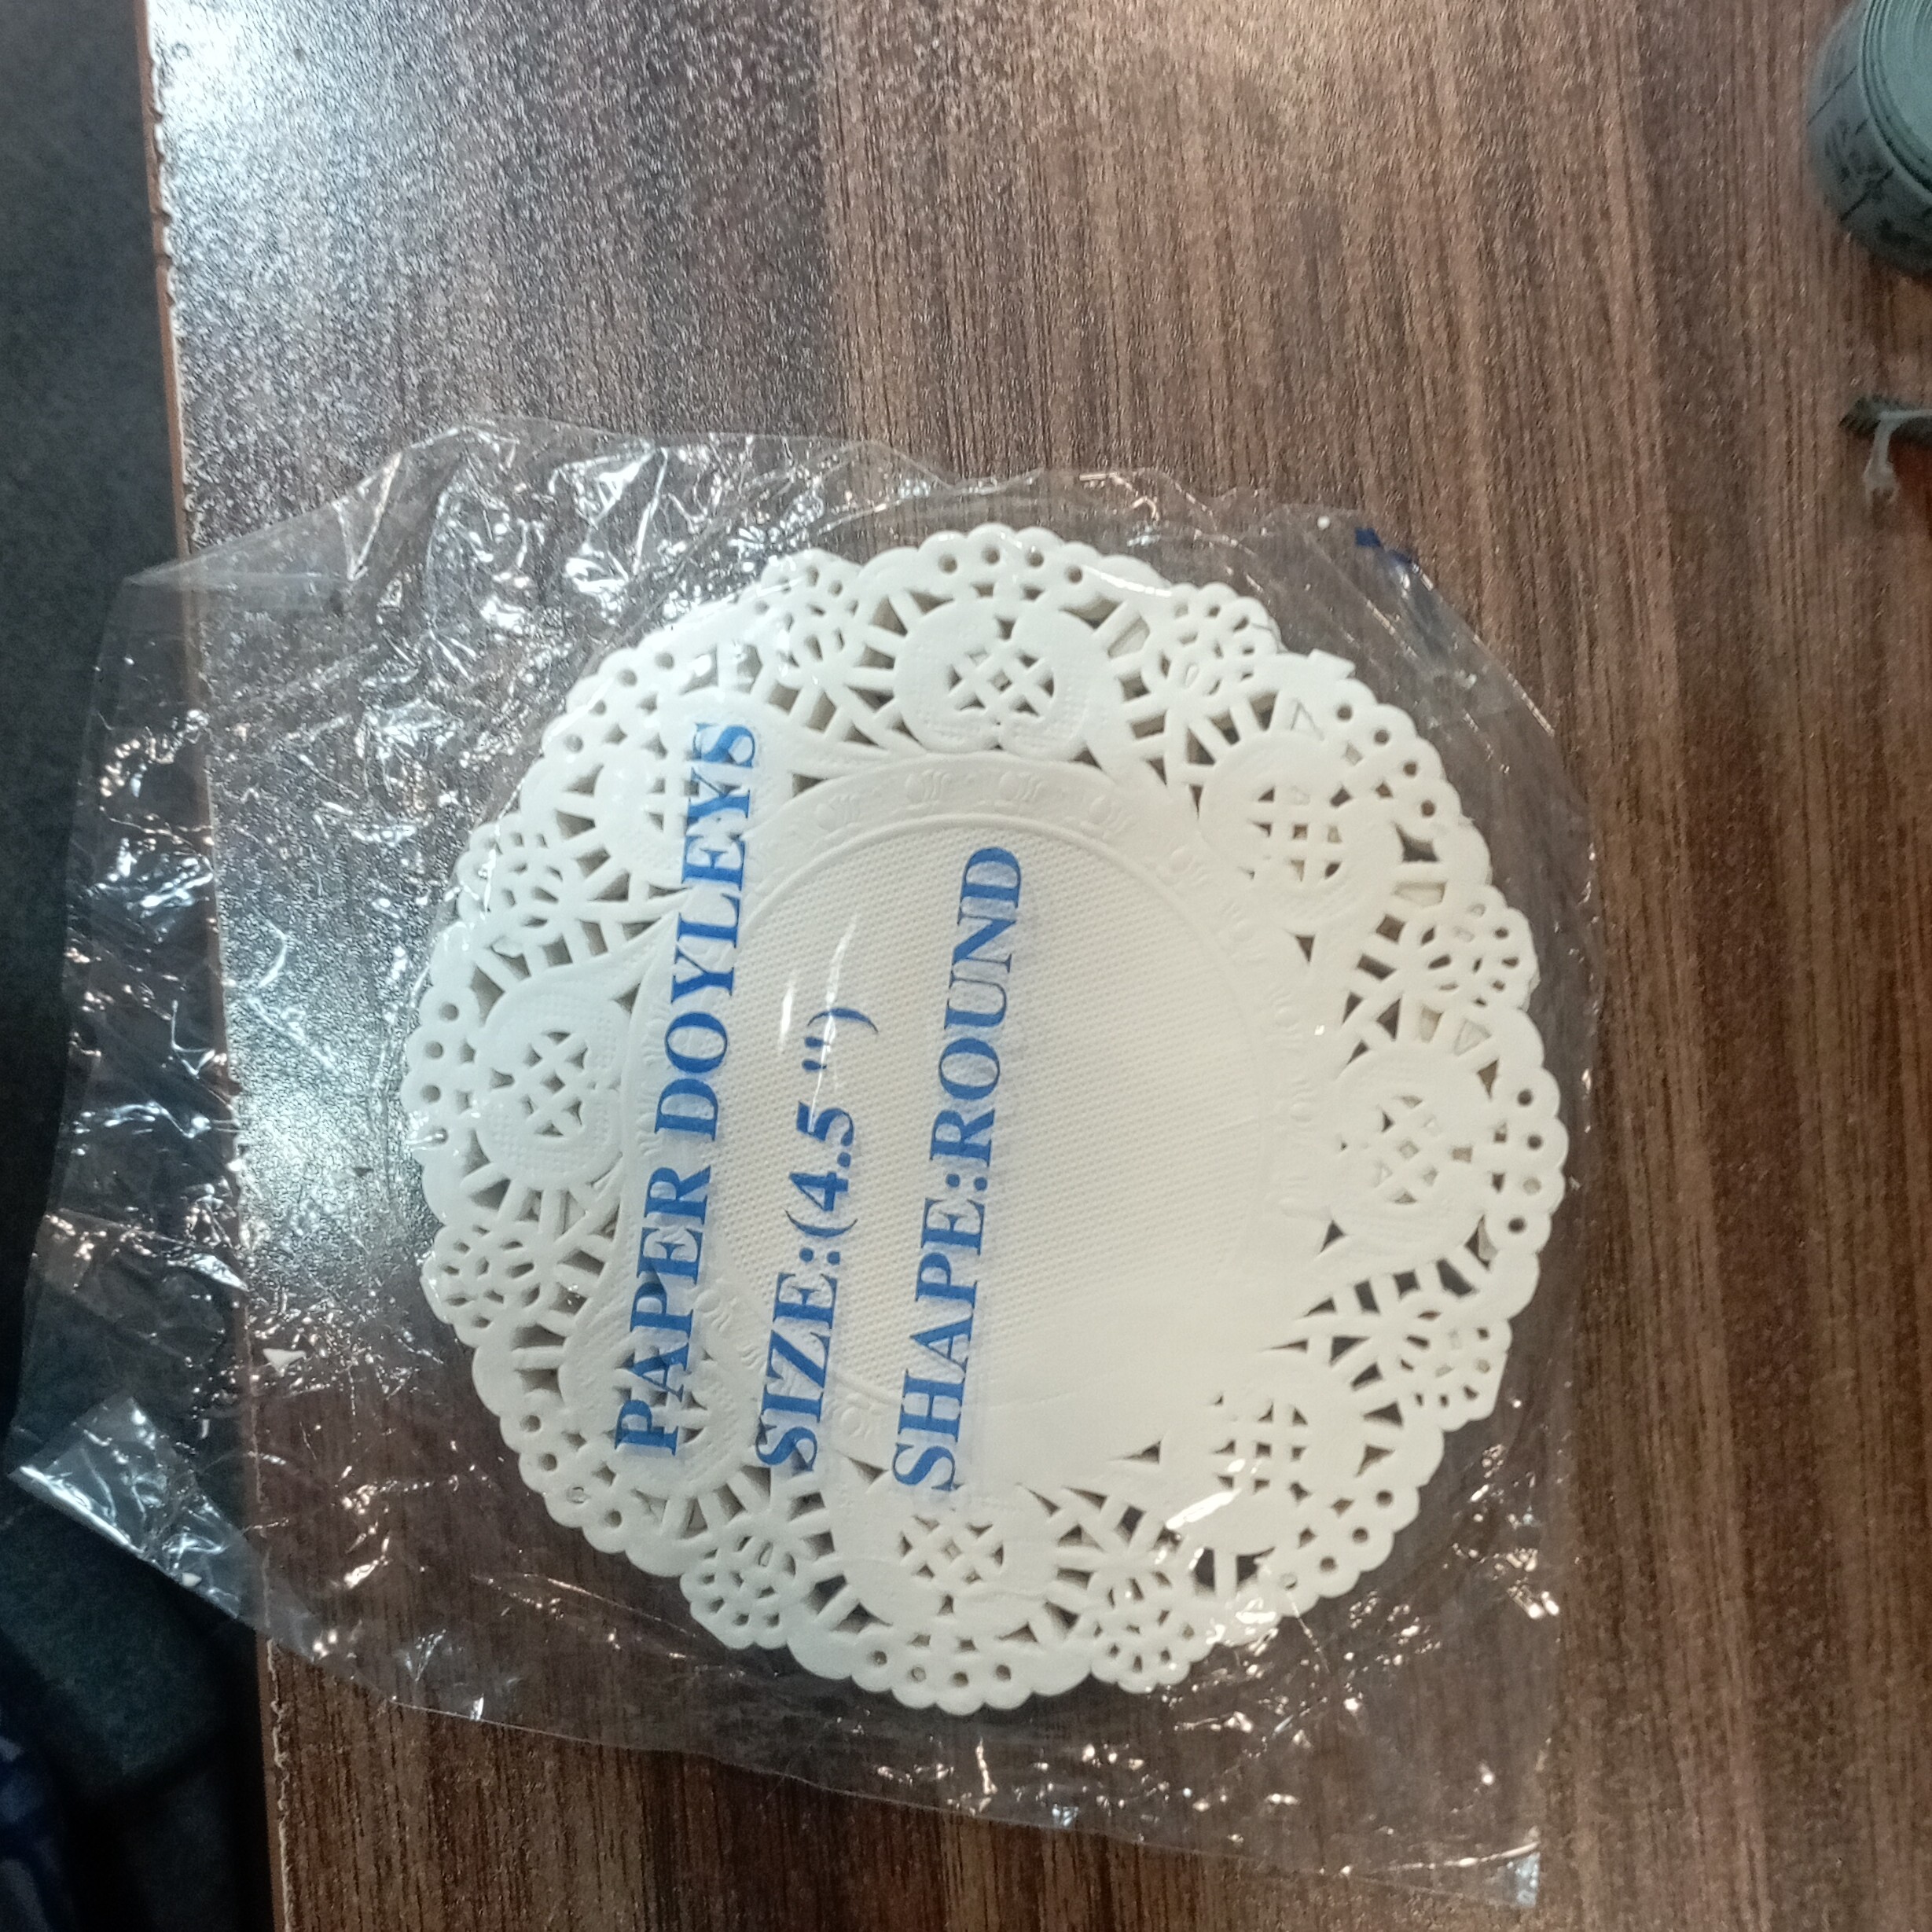 PAPER DOYLEYS
SIZE:(4.5 ")
SHAPE:ROUND